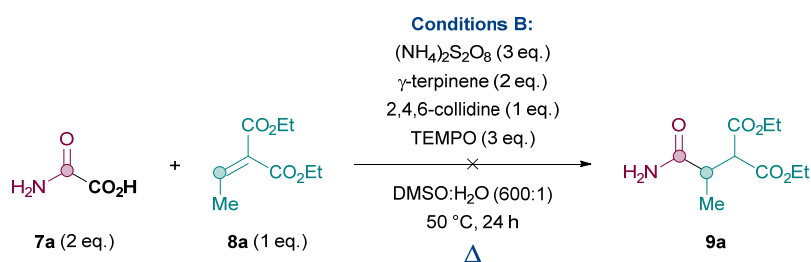 Conditions B:
(NH₄)₂S₂O₈ (3 eq.)
γ-terpinene (2 eq.)
2,4,6-collidine (1 eq.)
TEMPO (3 eq.)
O
H₂N
CO₂H
+
CO₂Et
CO₂Et
Me
DMSO:H₂O (600:1)
50 °C, 24 h
Δ
O
H₂N
CO₂Et
CO₂Et
Me
7a (2 eq.)
8a (1 eq.)
9a